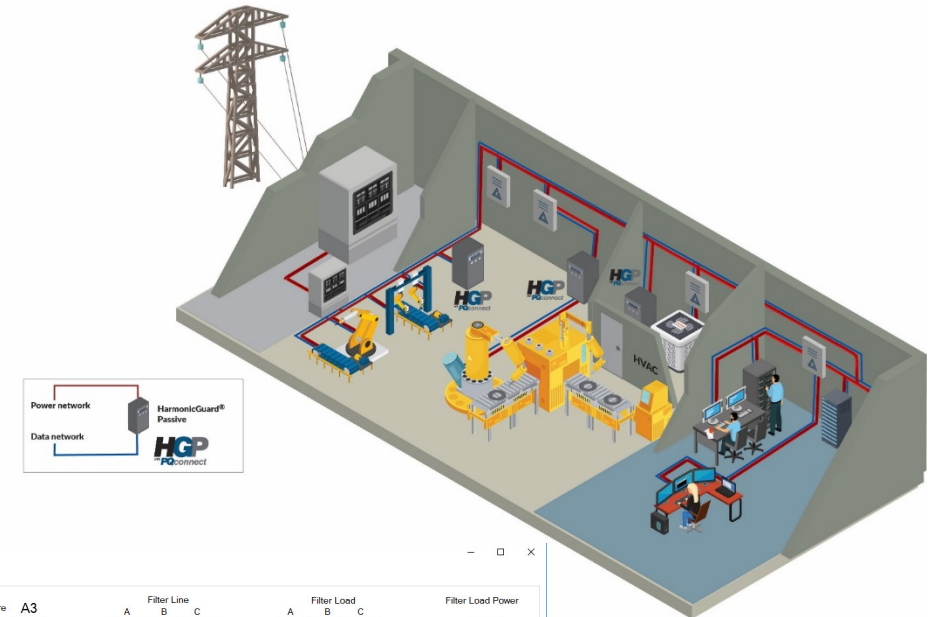 HGP
PQconnect
HGP
PQconnect
HGP
PQconnect
HVAC
Power network
HarmonicGuard®
Passive
Data network
HGP
PQconnect
A3
Filter Line
Filter Load
Filter Load Power
A B C
A B C